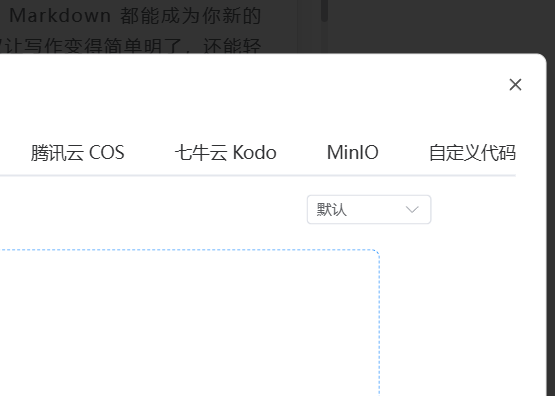 Markdown 都能成为你新的
让写作变得简单明了，还能轻
腾讯云 COS 七牛云 Kodo MinIO 自定义代码
默认